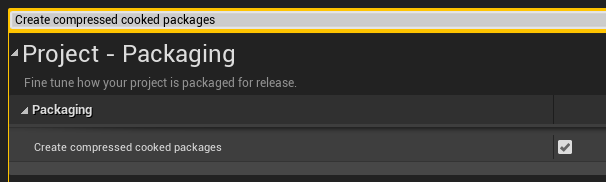 Create compressed cooked packages
Project - Packaging
Fine tune how your project is packaged for release.
Packaging
Create compressed cooked packages